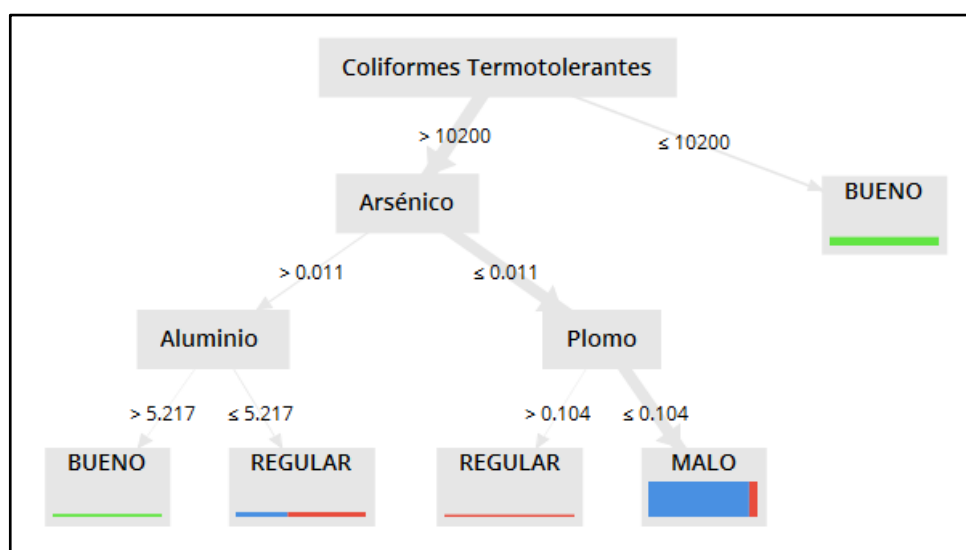 Coliformes Termotolerantes
> 10200
≤ 10200
Arsénico
BUENO
> 0.011
≤ 0.011
Aluminio
Plomo
> 5.217
≤ 5.217
> 0.104
≤ 0.104
BUENO
REGULAR
REGULAR
MALO